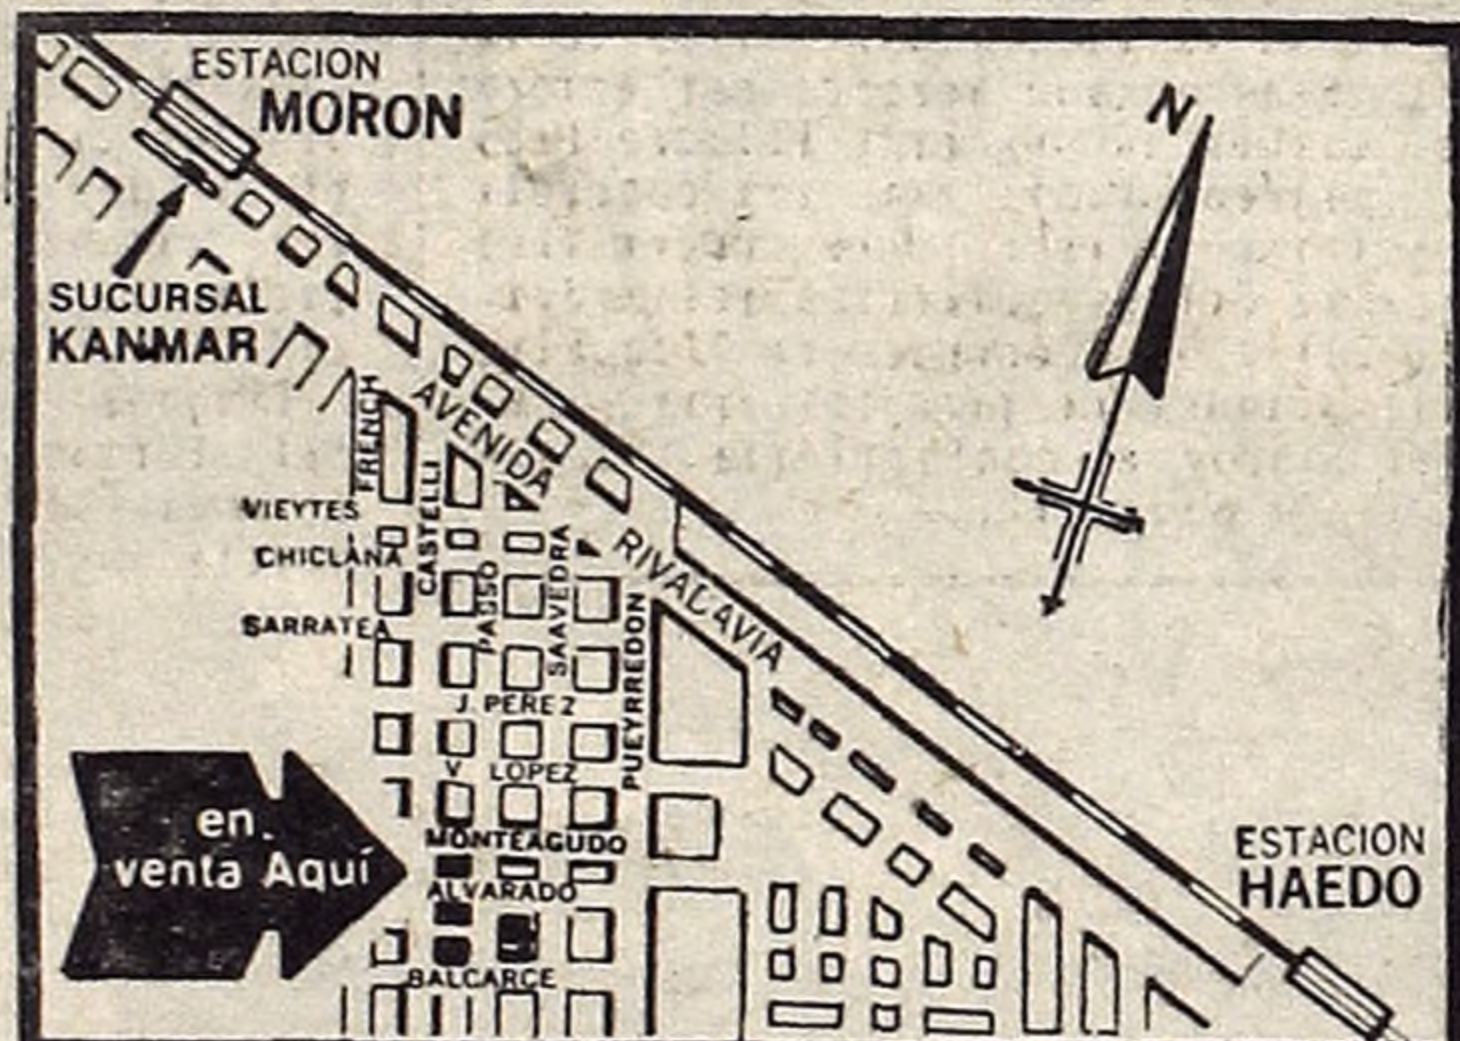 ESTACION
MORON
N
SUCURSAL
KANMAR
FRENCH
AVENIDA
RIVADAVIA
CASTELLI
VIEYTES
CHICLANA
PASSO
SAAVEDRA
SARRATEA
PUEYRREDON
J. PEREZ
V LOPEZ
en
venta Aquí
MONTEAGUDO
ALVARADO
BALCARCE
ESTACION
HAEDO